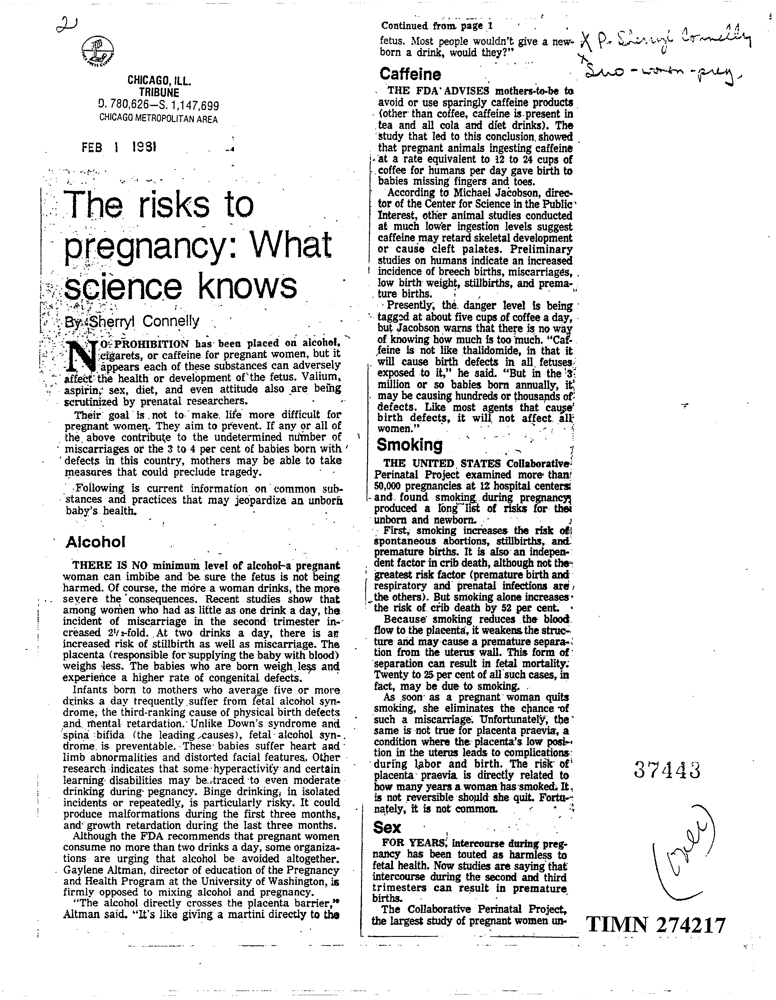 2
CHICAGO, ILL.
TRIBUNE
D. 780,626—S. 1,147,699
CHICAGO METROPOLITAN AREA
FEB 1 1981
The risks to
pregnancy: What
science knows
By Sherryl Connelly
NO PROHIBITION has been placed on alcohol,
cigarets, or caffeine for pregnant women, but it
appears each of these substances can adversely
affect the health or development of the fetus. Valium,
aspirin, sex, diet, and even attitude also are being
scrutinized by prenatal researchers.
Their goal is not to make life more difficult for
pregnant women. They aim to prevent. If any or all of
the above contribute to the undetermined number of
miscarriages or the 3 to 4 per cent of babies born with
defects in this country, mothers may be able to take
measures that could preclude tragedy.
Following is current information on common sub-
stances and practices that may jeopardize an unborn
baby's health.
Alcohol
THERE IS NO minimum level of alcohol a pregnant
woman can imbibe and be sure the fetus is not being
harmed. Of course, the more a woman drinks, the more
severe the consequences. Recent studies show that
among women who had as little as one drink a day, the
incident of miscarriage in the second trimester in-
creased 2½-fold. At two drinks a day, there is an
increased risk of stillbirth as well as miscarriage. The
placenta (responsible for supplying the baby with blood)
weighs less. The babies who are born weigh less and
experience a higher rate of congenital defects.
Infants born to mothers who average five or more
drinks a day frequently suffer from fetal alcohol syn-
drome, the third-ranking cause of physical birth defects
and mental retardation. Unlike Down's syndrome and
spina bifida (the leading causes), fetal alcohol syn-
drome is preventable. These babies suffer heart and
limb abnormalities and distorted facial features. Other
research indicates that some hyperactivity and certain
learning disabilities may be traced to even moderate
drinking during pegnancy. Binge drinking, in isolated
incidents or repeatedly, is particularly risky. It could
produce malformations during the first three months,
and growth retardation during the last three months.
Although the FDA recommends that pregnant women
consume no more than two drinks a day, some organiza-
tions are urging that alcohol be avoided altogether.
Gaylene Altman, director of education of the Pregnancy
and Health Program at the University of Washington, is
firmly opposed to mixing alcohol and pregnancy.
"The alcohol directly crosses the placenta barrier,"
Altman said. "It's like giving a martini directly to the
Continued from page 1
fetus. Most people wouldn't give a new-
born a drink, would they?"
Caffeine
THE FDA ADVISES mothers-to-be to
avoid or use sparingly caffeine products
(other than coffee, caffeine is present in
tea and all cola and diet drinks). The
study that led to this conclusion showed
that pregnant animals ingesting caffeine
at a rate equivalent to 12 to 24 cups of
coffee for humans per day gave birth to
babies missing fingers and toes.
According to Michael Jacobson, direc-
tor of the Center for Science in the Public
Interest, other animal studies conducted
at much lower ingestion levels suggest
caffeine may retard skeletal development
or cause cleft palates. Preliminary
studies on humans indicate an increased
incidence of breech births, miscarriages,
low birth weight, stillbirths, and prema-
ture births.
Presently, the danger level is being
tagged at about five cups of coffee a day,
but Jacobson warns that there is no way
of knowing how much is too much. "Caf-
feine is not like thalidomide, in that it
will cause birth defects in all fetuses
exposed to it," he said. "But in the 3
million or so babies born annually, it
may be causing hundreds or thousands of
defects. Like most agents that cause
birth defects, it will not affect all
women."
Smoking
THE UNITED STATES Collaborative
Perinatal Project examined more than
50,000 pregnancies at 12 hospital centers
and found smoking during pregnancy
produced a long list of risks for the
unborn and newborn.
First, smoking increases the risk of
spontaneous abortions, stillbirths, and
premature births. It is also an indepen-
dent factor in crib death, although not the
greatest risk factor (premature birth and
respiratory and prenatal infections are
the others). But smoking alone increases
the risk of crib death by 52 per cent.
Because smoking reduces the blood
flow to the placenta, it weakens the struc-
ture and may cause a premature separa-
tion from the uterus wall. This form of
separation can result in fetal mortality.
Twenty to 25 per cent of all such cases, in
fact, may be due to smoking.
As soon as a pregnant woman quits
smoking, she eliminates the chance of
such a miscarriage. Unfortunately, the
same is not true for placenta praevia, a
condition where the placenta's low posi-
tion in the uterus leads to complications
during labor and birth. The risk of
placenta praevia is directly related to
how many years a woman has smoked. It
is not reversible should she quit. Fortu-
nately, it is not common.
Sex
FOR YEARS, intercourse during preg-
nancy has been touted as harmless to
fetal health. Now studies are saying that
intercourse during the second and third
trimesters can result in premature
births.
The Collaborative Perinatal Project,
the largest study of pregnant women un-
X P- Sherryl Connelly
X Smo-women-preg.
37443
(over)
TIMN 274217